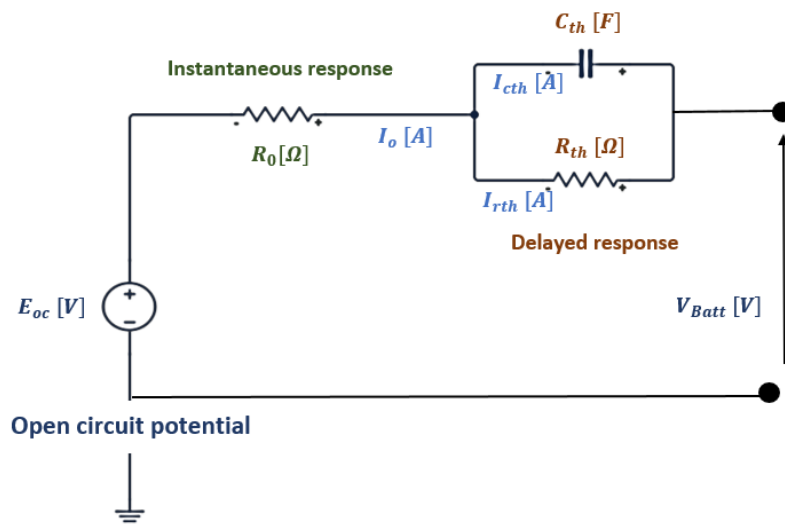 C_th [F]
Instantaneous response
- +
I_cth [A]
- +
I_o [A]
R_0[Ω]
R_th [Ω]
- +
I_rth [A]
Delayed response
E_oc [V]
+
-
V_Batt [V]
Open circuit potential